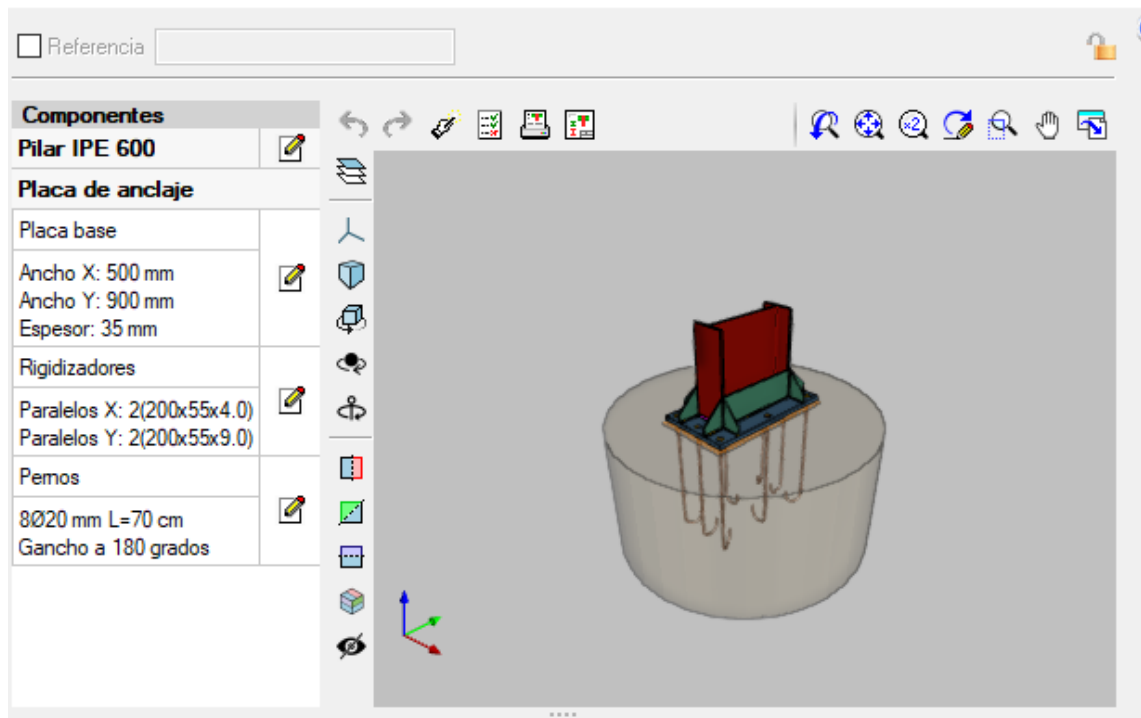 Referencia
Componentes
Pilar IPE 600
Placa de anclaje
Placa base
Ancho X: 500 mm
Ancho Y: 900 mm
Espesor: 35 mm
Rigidizadores
Paralelos X: 2(200x55x4.0)
Paralelos Y: 2(200x55x9.0)
Pernos
8Ø20 mm L=70 cm
Gancho a 180 grados
x2